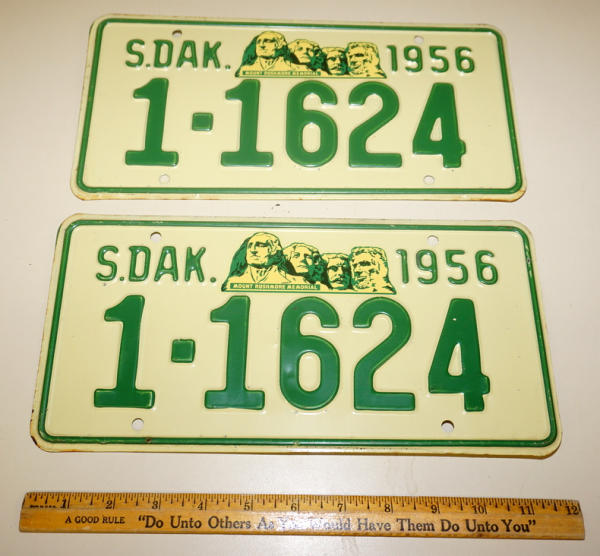 S.DAK. 1956
MOUNT RUSHMORE MEMORIAL
1-1624
S.DAK. 1956
MOUNT RUSHMORE MEMORIAL
1-1624
1 2 3 4 5 6 7 8 9 10 11 12
A GOOD RULE "Do Unto Others As Would Have Them Do Unto You"